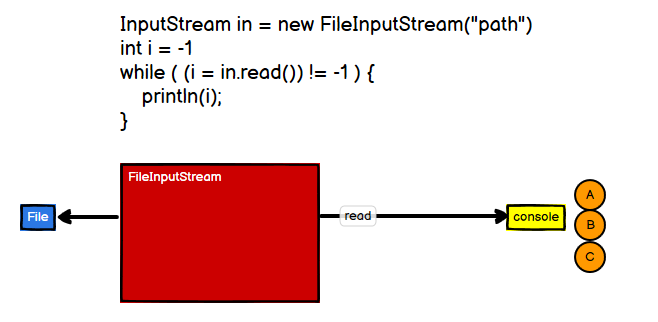 InputStream in = new FileInputStream("path")
int i = -1
while ( (i = in.read()) != -1 ) {
println(i);
}
FileInputStream
File
read
console
A
B
C